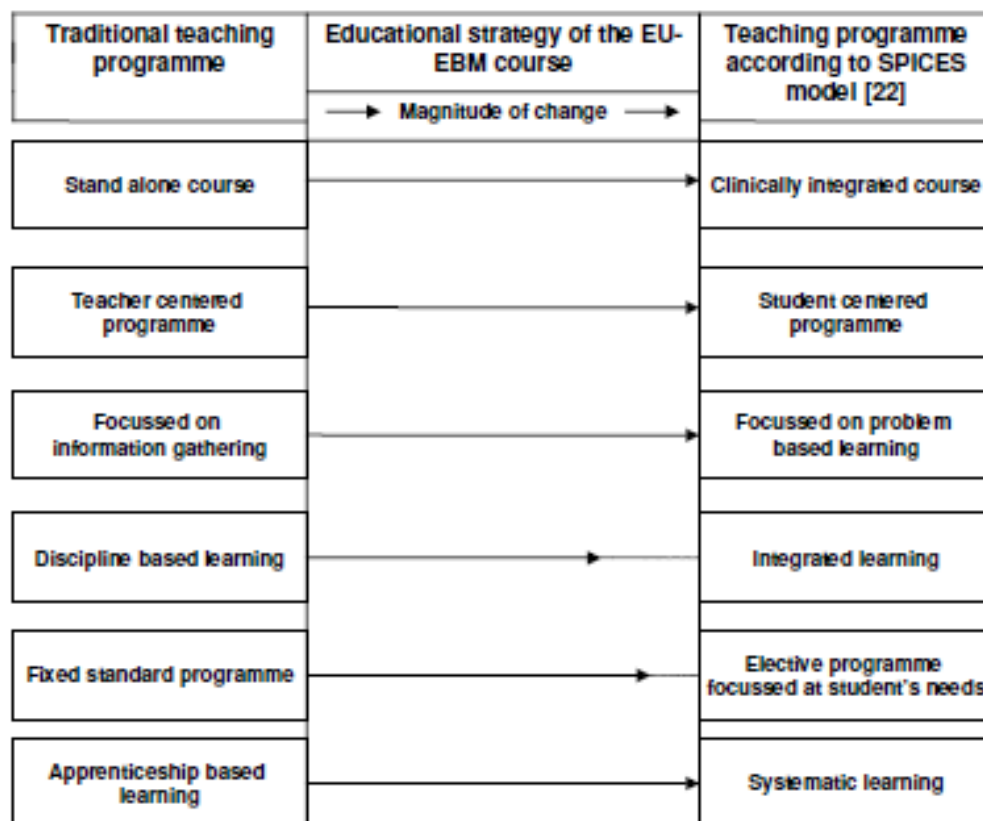 Traditional teaching
programme
Educational strategy of the EU-
EBM course
Magnitude of change
Teaching programme
according to SPICES
model [22]
Stand alone course
Clinically integrated course
Teacher centered
programme
Student centered
programme
Focussed on
information gathering
Focussed on problem
based learning
Discipline based learning
Integrated learning
Fixed standard programme
Elective programme
focussed at student's needs
Apprenticeship based
learning
Systematic learning